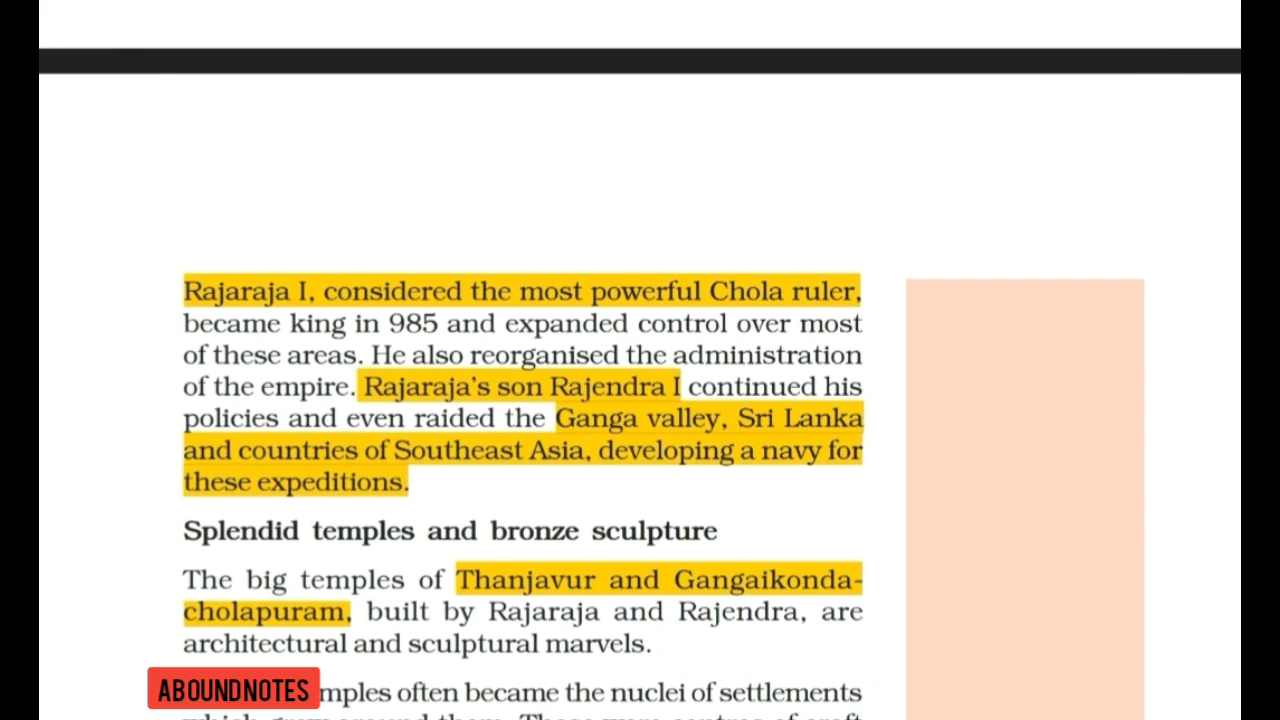 Rajaraja I, considered the most powerful Chola ruler,
became king in 985 and expanded control over most
of these areas. He also reorganised the administration
of the empire. Rajaraja's son Rajendra I continued his
policies and even raided the Ganga valley, Sri Lanka
and countries of Southeast Asia, developing a navy for
these expeditions.
Splendid temples and bronze sculpture
The big temples of Thanjavur and Gangaikonda-
cholapuram, built by Rajaraja and Rajendra, are
architectural and sculptural marvels.
ABOUNDNOTES
mples often became the nuclei of settlements